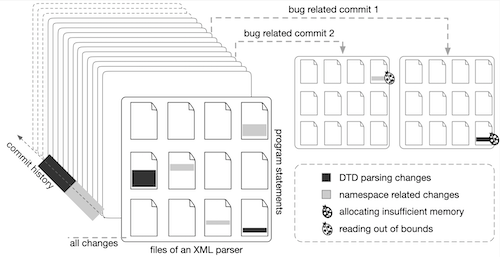 bug related commit 1
bug related commit 2
commit history
program statements
all changes
files of an XML parser
DTD parsing changes
namespace related changes
allocating insufficient memory
reading out of bounds